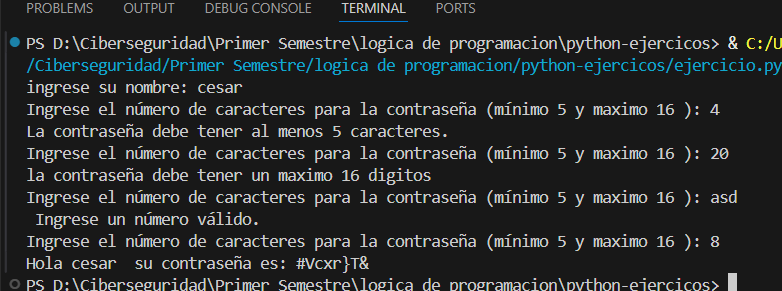 PROBLEMS OUTPUT DEBUG CONSOLE TERMINAL PORTS
PS D:\Ciberseguridad\Primer Semestre\logica de programacion\python-ejercicos> & C:/U
/Ciberseguridad/Primer Semestre/logica de programacion/python-ejercicos/ejercicio.py
ingrese su nombre: cesar
Ingrese el número de caracteres para la contraseña (mínimo 5 y maximo 16 ): 4
La contraseña debe tener al menos 5 caracteres.
Ingrese el número de caracteres para la contraseña (mínimo 5 y maximo 16 ): 20
la contraseña debe tener un maximo 16 digitos
Ingrese el número de caracteres para la contraseña (mínimo 5 y maximo 16 ): asd
 Ingrese un número válido.
Ingrese el número de caracteres para la contraseña (mínimo 5 y maximo 16 ): 8
Hola cesar  su contraseña es: #Vcxr}T&
PS D:\Ciberseguridad\Primer Semestre\logica de programacion\python-ejercicos>